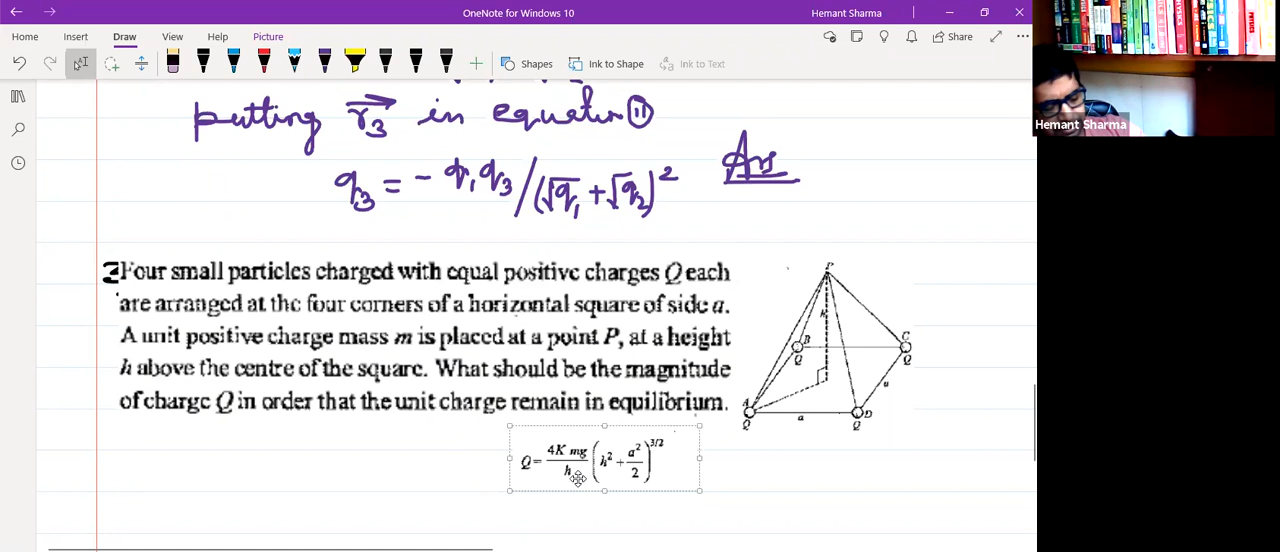 OneNote for Windows 10
Hemant Sharma
Home Insert Draw View Help Picture
Share
Shapes Ink to Shape Ink to Text
Hemant Sharma
putting r₃ in equation (11)
q₃ = - q₁q₃/(√q₁ + √q₂)² Ans
3 Four small particles charged with equal positive charges Q each
are arranged at the four corners of a horizontal square of side a.
A unit positive charge mass m is placed at a point P, at a height
h above the centre of the square. What should be the magnitude
of charge Q in order that the unit charge remain in equilibrium.
P
h
B
Q
C
Q
a
A
Q
a
D
Q
Q = 4K mg / h (h² + a²/2)^3/2